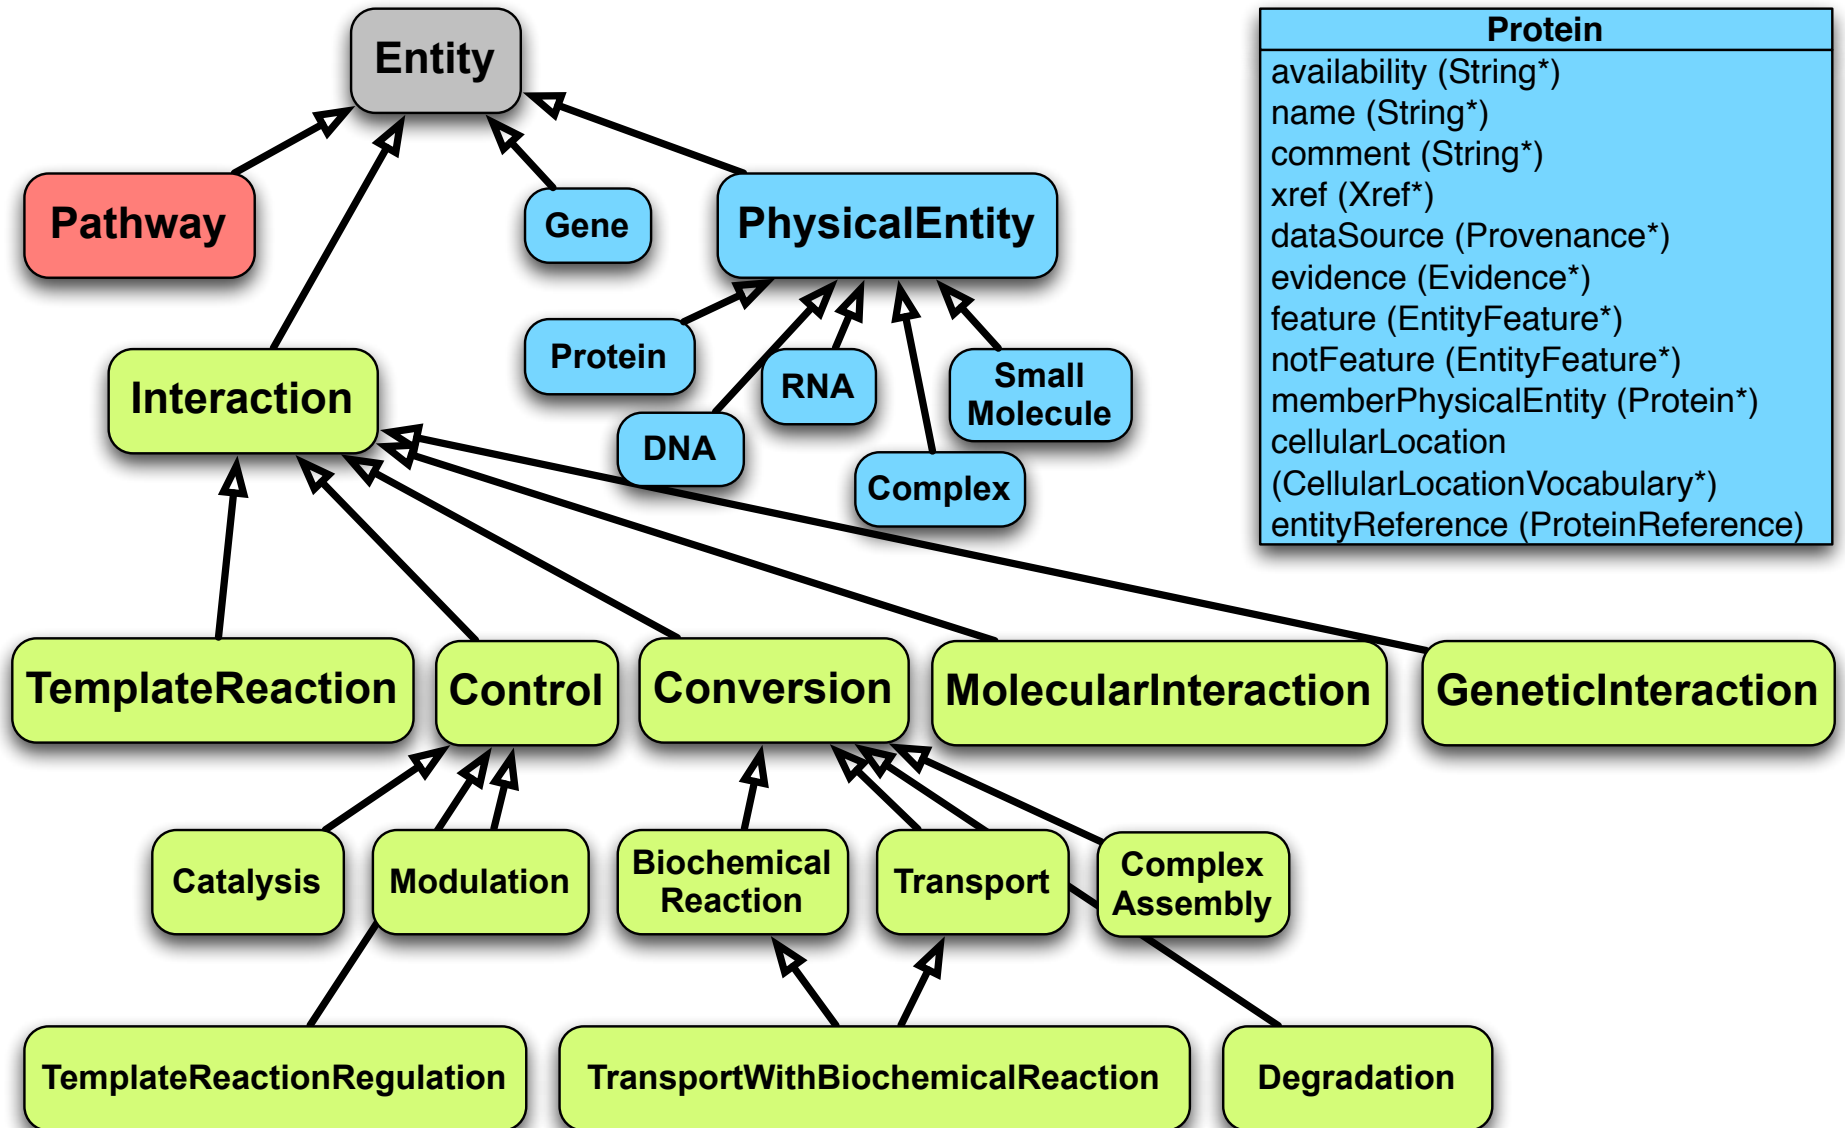 Entity
Protein
availability (String*)
name (String*)
comment (String*)
xref (Xref*)
dataSource (Provenance*)
evidence (Evidence*)
feature (EntityFeature*)
notFeature (EntityFeature*)
memberPhysicalEntity (Protein*)
cellularLocation
(CellularLocationVocabulary*)
entityReference (ProteinReference)
Pathway
Gene
PhysicalEntity
Protein
RNA
Small
Molecule
Interaction
DNA
Complex
TemplateReaction
Control
Conversion
MolecularInteraction
GeneticInteraction
Catalysis
Modulation
Biochemical
Reaction
Transport
Complex
Assembly
TemplateReactionRegulation
TransportWithBiochemicalReaction
Degradation